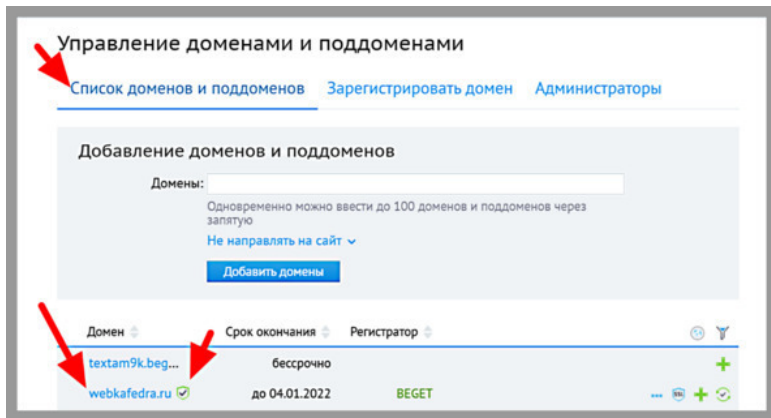 Управление доменами и поддоменами
Список доменов и поддоменов Зарегистрировать домен Администраторы
Добавление доменов и поддоменов
Домены:
Одновременно можно ввести до 100 доменов и поддоменов через
запятую
Не направлять на сайт
Добавить домены
Домен Срок окончания Регистратор
textam9k.beg... бессрочно
webkafedra.ru до 04.01.2022 BEGET